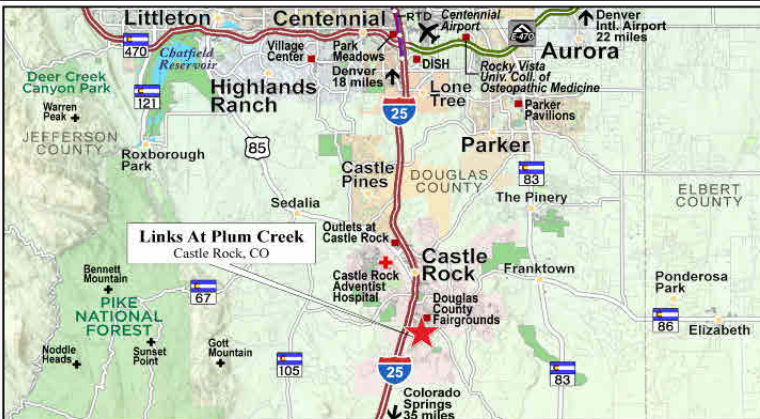 Littleton
Centennial
RTD
Centennial
Airport
E-470
Denver
Intl. Airport
22 miles
470
Chatfield
Reservoir
Village
Center
Park
Meadows
DISH
Aurora
Deer Creek
Canyon Park
Denver
18 miles
Rocky Vista
Univ. Coll. of
Osteopathic Medicine
121
Highlands
Ranch
Lone
Tree
Warren
Peak
25
Parker
Pavilions
JEFFERSON
COUNTY
Roxborough
Park
85
Parker
Castle
Pines
DOUGLAS
COUNTY
83
ELBERT
COUNTY
Sedalia
The Pinery
Links At Plum Creek
Castle Rock, CO
Outlets at
Castle Rock
Castle
Rock
Bennett
Mountain
Castle Rock
Adventist
Hospital
Franktown
Ponderosa
Park
67
PIKE
NATIONAL
FOREST
Douglas
County
Fairgrounds
86
Elizabeth
Noddle
Heads
Sunset
Point
Gott
Mountain
105
25
83
Colorado
Springs
35 miles